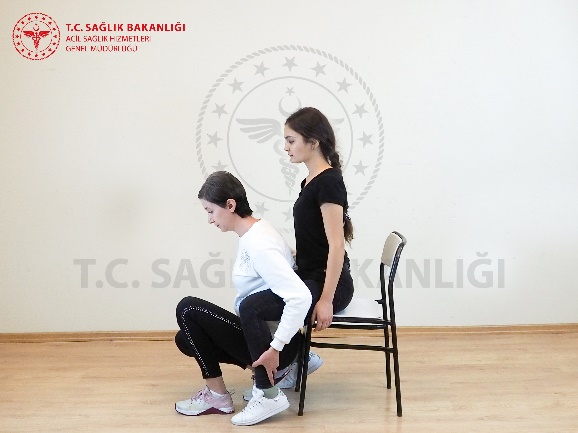 T.C. SAĞLIK BAKANLIĞI
ACİL SAĞLIK HİZMETLERİ
GENEL MÜDÜRLÜĞÜ
T.C. SAĞLIK BAKANLIĞI